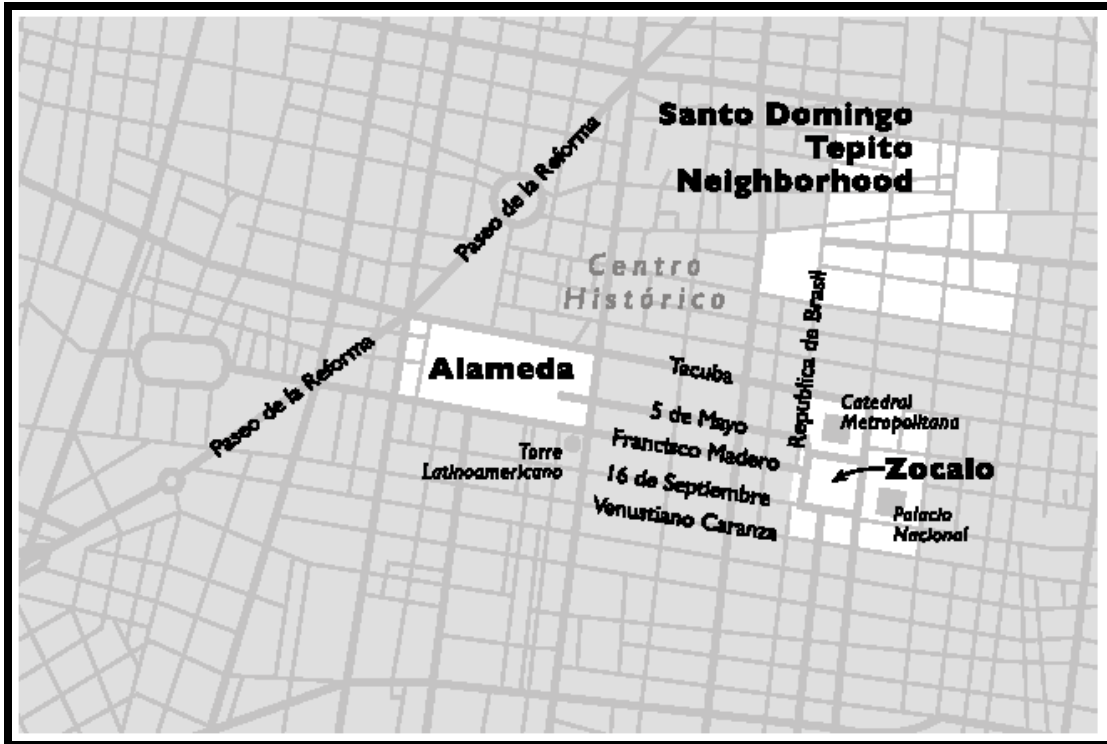 Santo Domingo
Tepito
Neighborhood
Paseo de la Reforma
Centro
Histórico
Republica de Brasil
Paseo de la Reforma
Alameda
Tacuba
5 de Mayo
Francisco Madero
16 de Septiembre
Venustiano Caranza
Catedral
Metropolitana
Torre
Latinoamericano
Zocalo
Palacio
Nacional